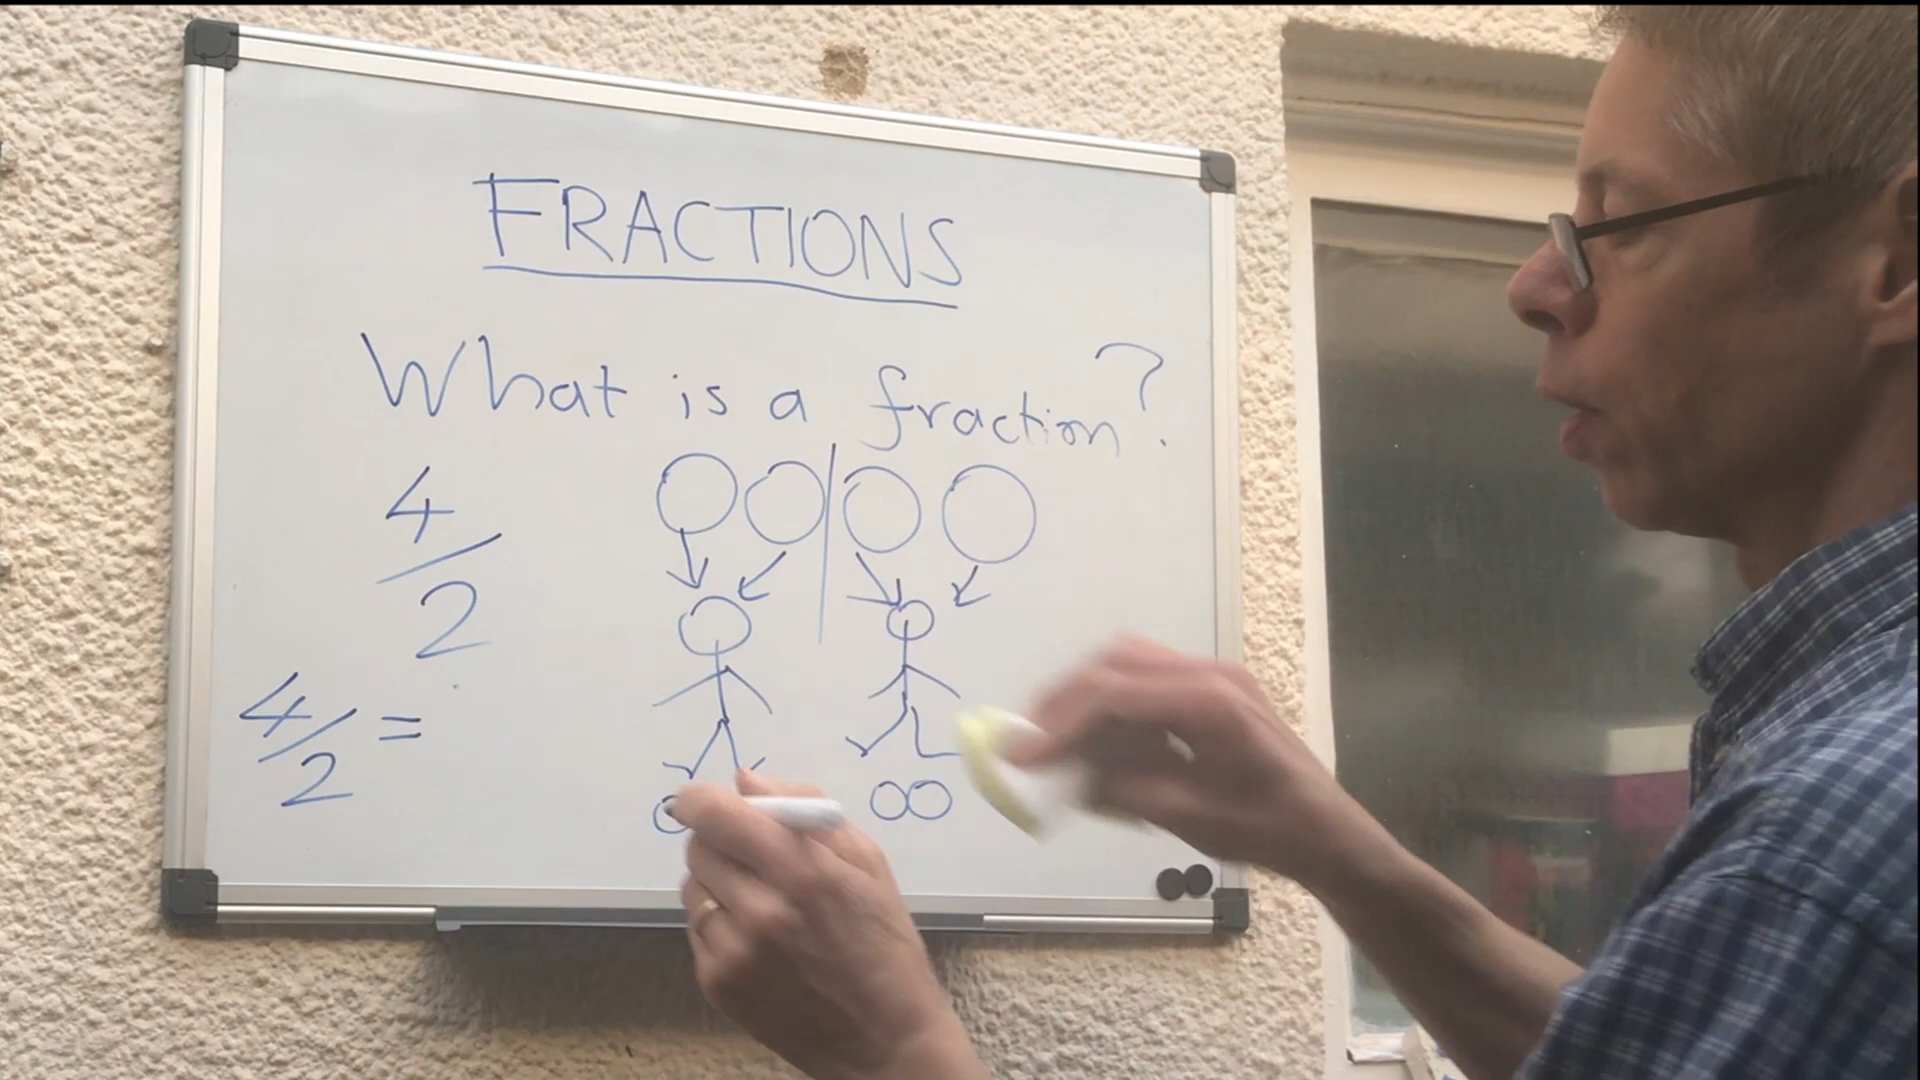 FRACTIONS
What is a fraction?
4/2
4/2 =